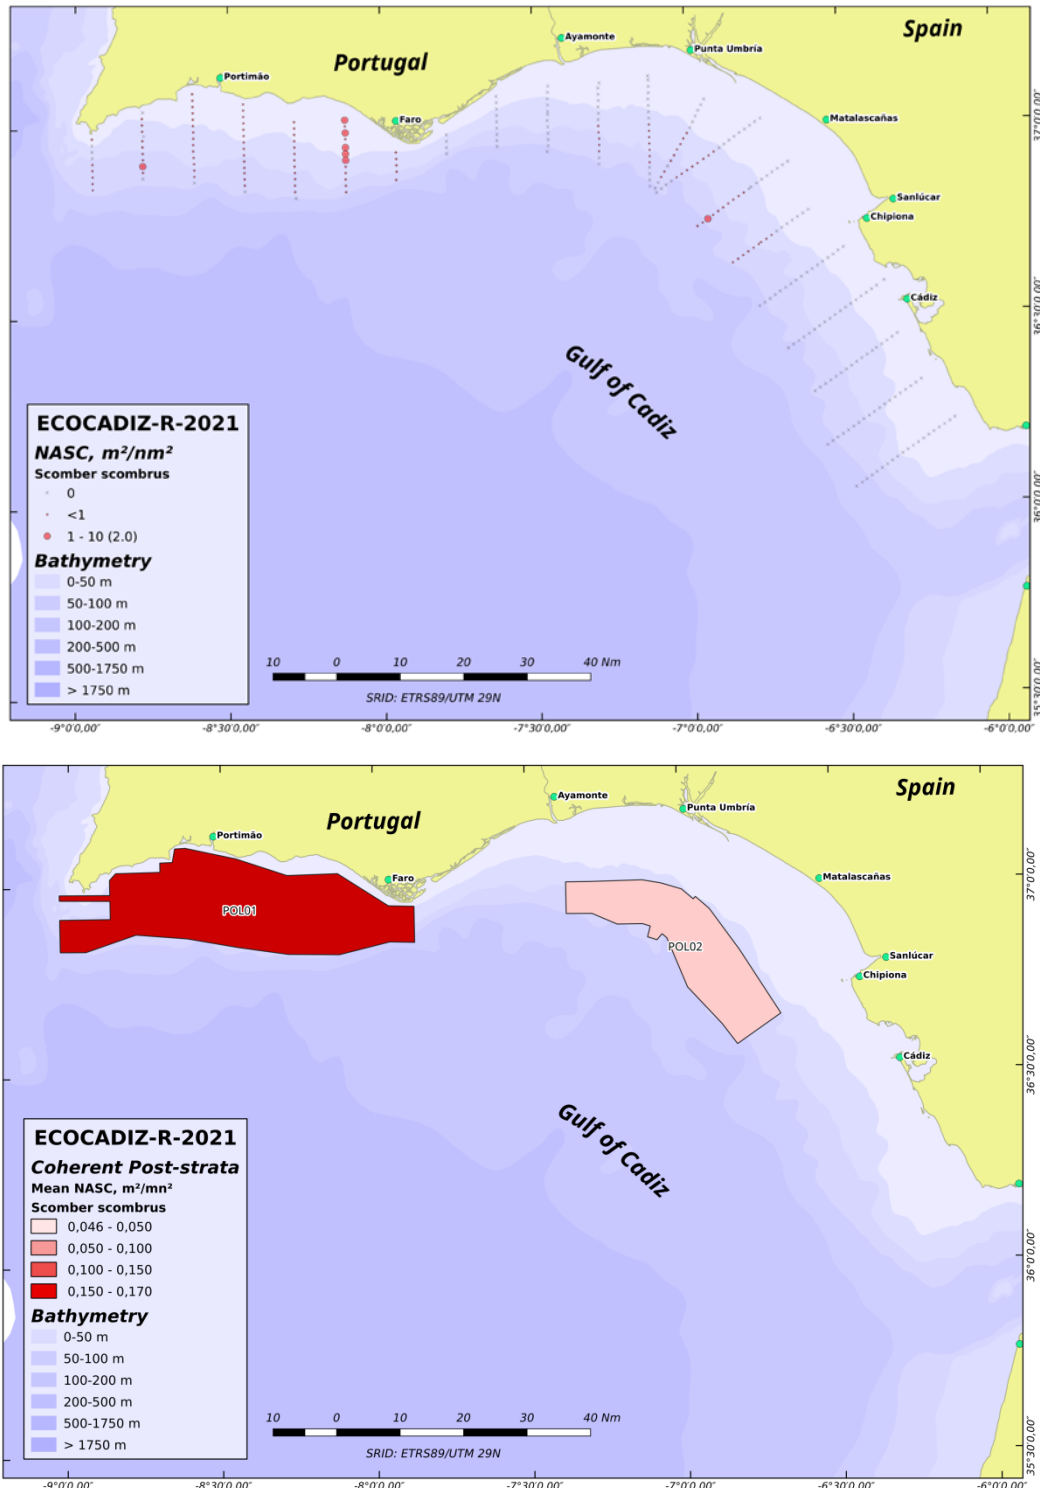 Spain
Portugal
Ayamonte
Punta Umbría
Portimão
Faro
Matalascañas
Sanlúcar
Chipiona
Cádiz
Gulf of Cadiz
37°0'0,00"
36°30'0,00"
36°0'0,00"
35°30'0,00"
ECOCADIZ-R-2021
NASC, m²/nm²
Scomber scombrus
0
<1
1 - 10 (2.0)
Bathymetry
0-50 m
50-100 m
100-200 m
200-500 m
500-1750 m
> 1750 m
10 0 10 20 30 40 Nm
SRID: ETRS89/UTM 29N
-9°0'0,00" -8°30'0,00" -8°0'0,00" -7°30'0,00" -7°0'0,00" -6°30'0,00" -6°0'0,00"
Spain
Portugal
Ayamonte
Punta Umbría
Portimão
Faro
Matalascañas
POL01
POL02
Sanlúcar
Chipiona
Cádiz
Gulf of Cadiz
37°0'0,00"
36°30'0,00"
36°0'0,00"
35°30'0,00"
ECOCADIZ-R-2021
Coherent Post-strata
Mean NASC, m²/mn²
Scomber scombrus
0,046 - 0,050
0,050 - 0,100
0,100 - 0,150
0,150 - 0,170
Bathymetry
0-50 m
50-100 m
100-200 m
200-500 m
500-1750 m
> 1750 m
10 0 10 20 30 40 Nm
SRID: ETRS89/UTM 29N
-9°0'0,00" -8°30'0,00" -8°0'0,00" -7°30'0,00" -7°0'0,00" -6°30'0,00" -6°0'0,00"